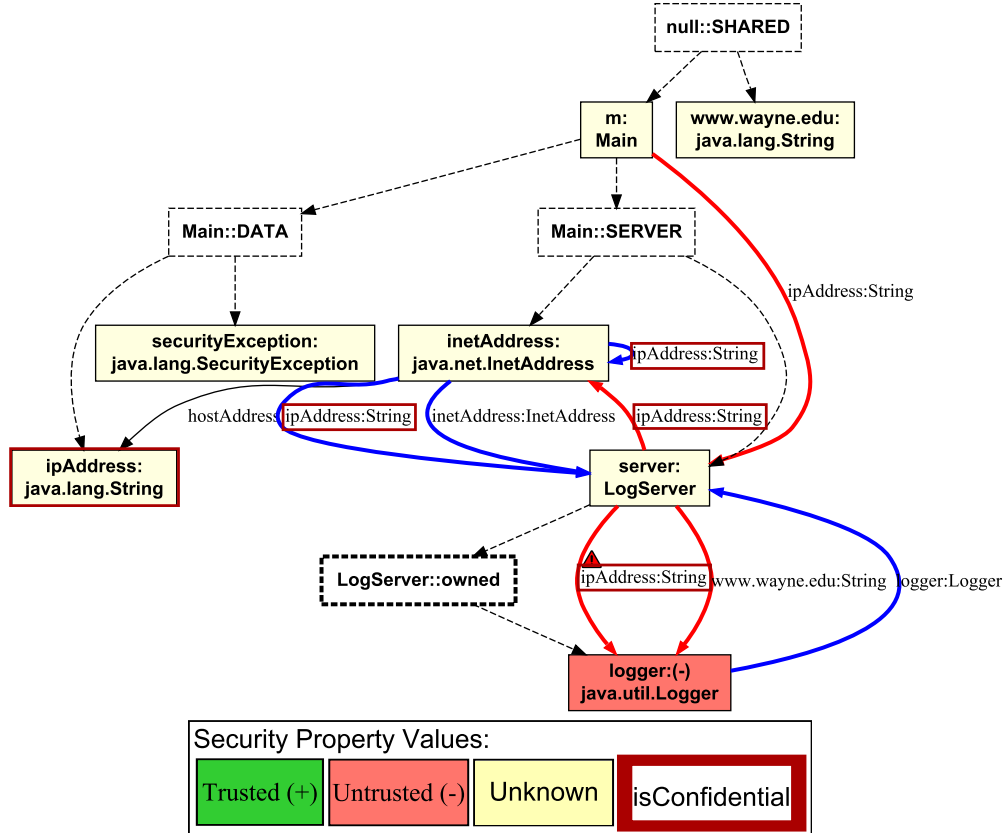 null::SHARED
m:
Main
www.wayne.edu:
java.lang.String
Main::DATA
Main::SERVER
ipAddress:String
securityException:
java.lang.SecurityException
inetAddress:
java.net.InetAddress
ipAddress:String
hostAddress
ipAddress:String
inetAddress:InetAddress
ipAddress:String
ipAddress:
java.lang.String
server:
LogServer
LogServer::owned
ipAddress:String
www.wayne.edu:String
logger:Logger
logger:(-)
java.util.Logger
Security Property Values:
Trusted (+)
Untrusted (-)
Unknown
isConfidential